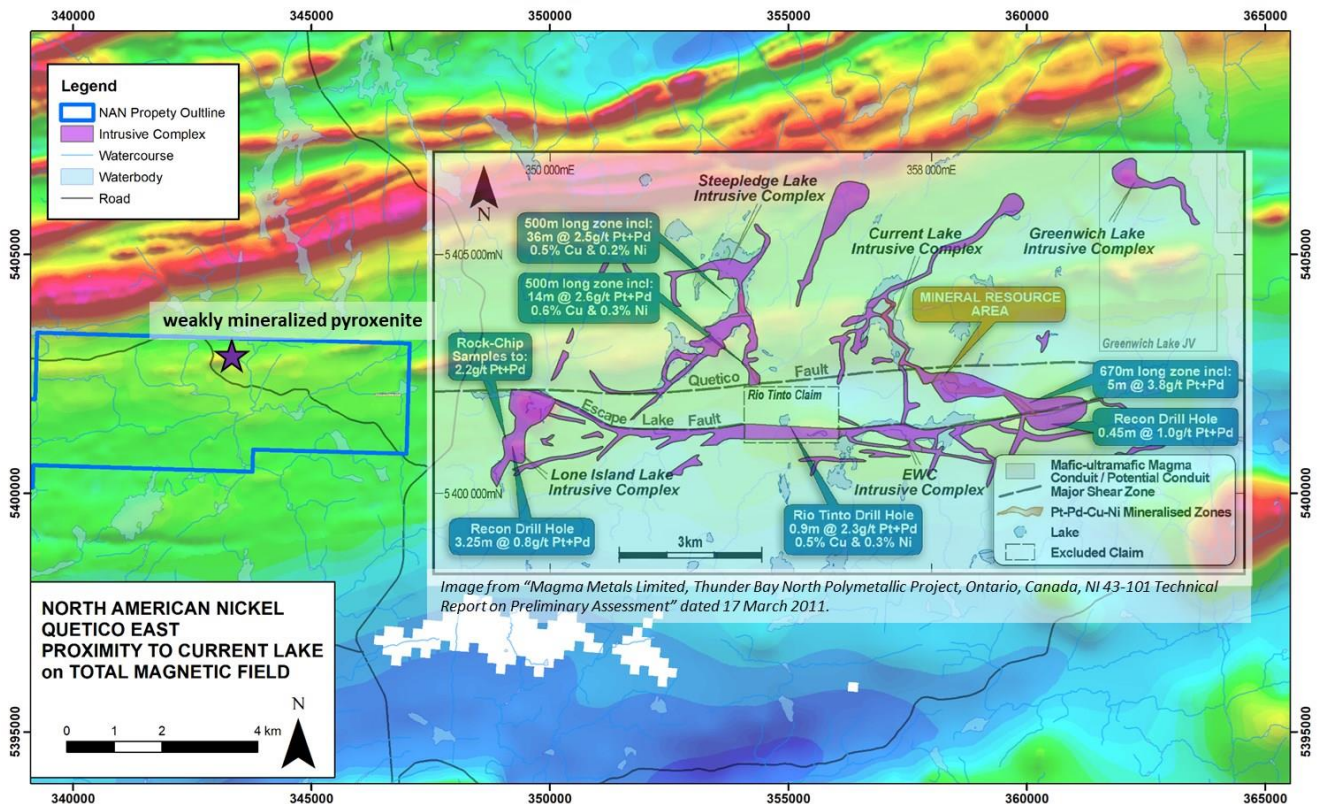 340000
345000
350000
355000
360000
365000
Legend
NAN Propety Outline
Intrusive Complex
Watercourse
Waterbody
Road
5405000
5400000
5395000
weakly mineralized pyroxenite
350 000mE
358 000mE
N
5 405 000mN
5 400 000mN
Steepledge Lake
Intrusive Complex
Current Lake
Intrusive Complex
Greenwich Lake
Intrusive Complex
500m long zone incl:
36m @ 2.5g/t Pt+Pd
0.5% Cu & 0.2% Ni
500m long zone incl:
14m @ 2.6g/t Pt+Pd
0.6% Cu & 0.3% Ni
MINERAL RESOURCE
AREA
Rock-Chip
Samples to:
2.2g/t Pt+Pd
Greenwich Lake JV
Quetico Fault
Rio Tinto Claim
670m long zone incl:
5m @ 3.8g/t Pt+Pd
Escape Lake Fault
Recon Drill Hole
0.45m @ 1.0g/t Pt+Pd
Lone Island Lake
Intrusive Complex
EWC
Intrusive Complex
Recon Drill Hole
3.25m @ 0.8g/t Pt+Pd
Rio Tinto Drill Hole
0.9m @ 2.3g/t Pt+Pd
0.5% Cu & 0.3% Ni
3km
Mafic-ultramafic Magma
Conduit / Potential Conduit
Major Shear Zone
Pt-Pd-Cu-Ni Mineralised Zones
Lake
Excluded Claim
Image from “Magma Metals Limited, Thunder Bay North Polymetallic Project, Ontario, Canada, NI 43-101 Technical
Report on Preliminary Assessment” dated 17 March 2011.
NORTH AMERICAN NICKEL
QUETICO EAST
PROXIMITY TO CURRENT LAKE
on TOTAL MAGNETIC FIELD
0 1 2 4 km
N
5405000
5400000
5395000
340000
345000
350000
355000
360000
365000